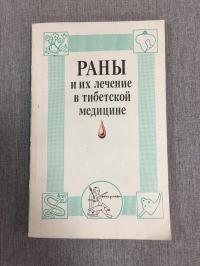 РАНЫ
и их лечение
в тибетской
медицине